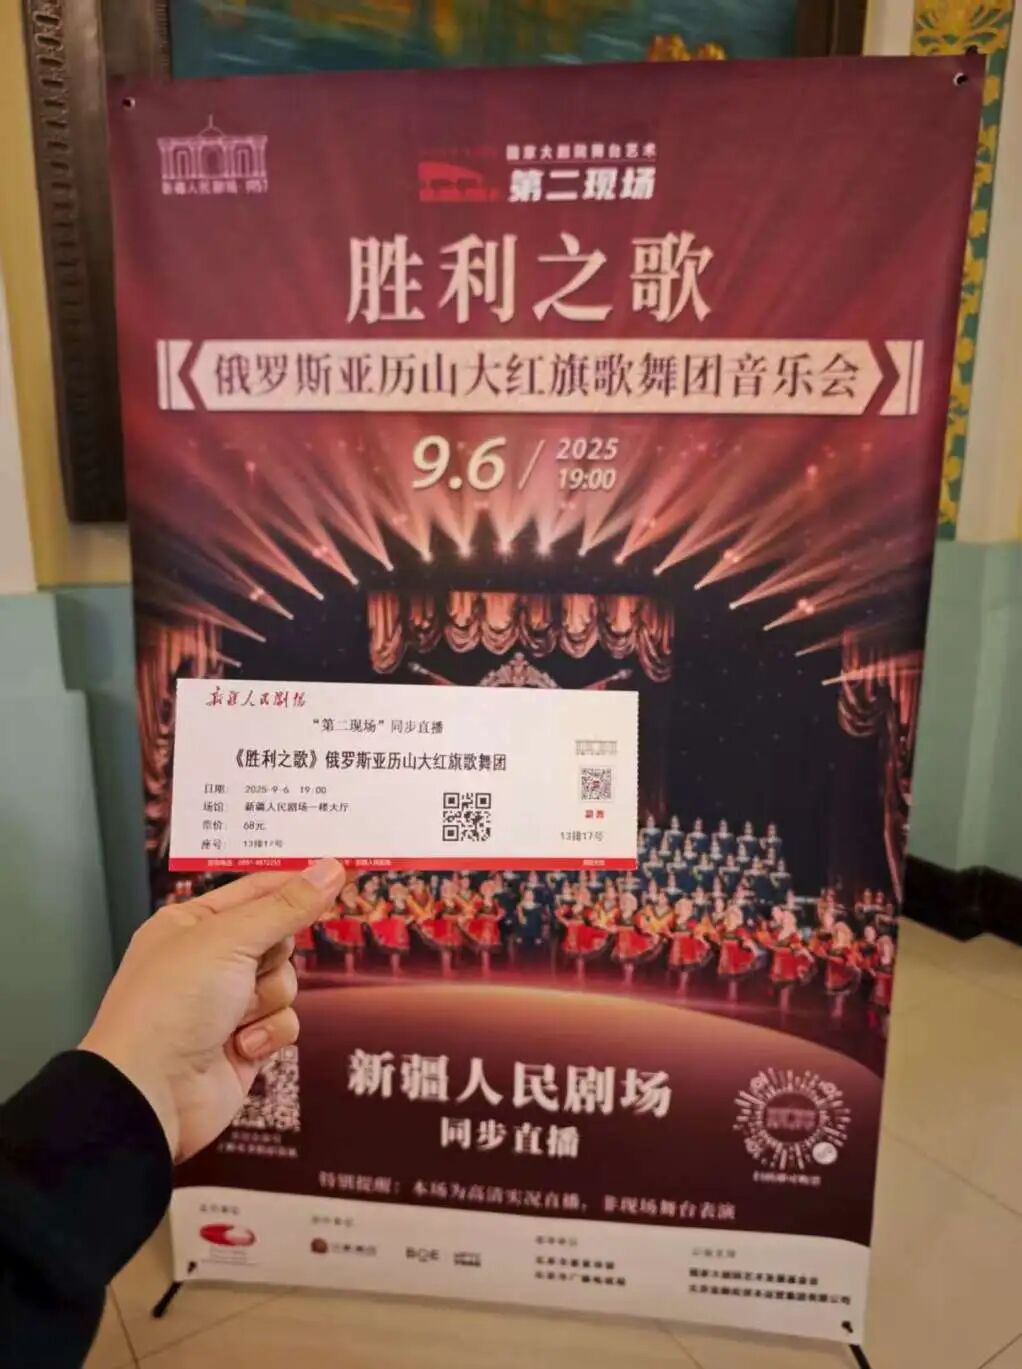 新疆人民剧场
国家大剧院舞台艺术
第二现场
胜利之歌
俄罗斯亚历山大红旗歌舞团音乐会
9.6/2025
19:00
新疆人民剧场
“第二现场”同步直播
《胜利之歌》俄罗斯亚历山大红旗歌舞团
日期: 2025-9-6 19:00
场馆: 新疆人民剧场一楼大厅
票价: 68元
座号: 13排17号
13排17号
新疆人民剧场
同步直播
特别提醒：本场为高清实况直播，非现场舞台表演
BOE